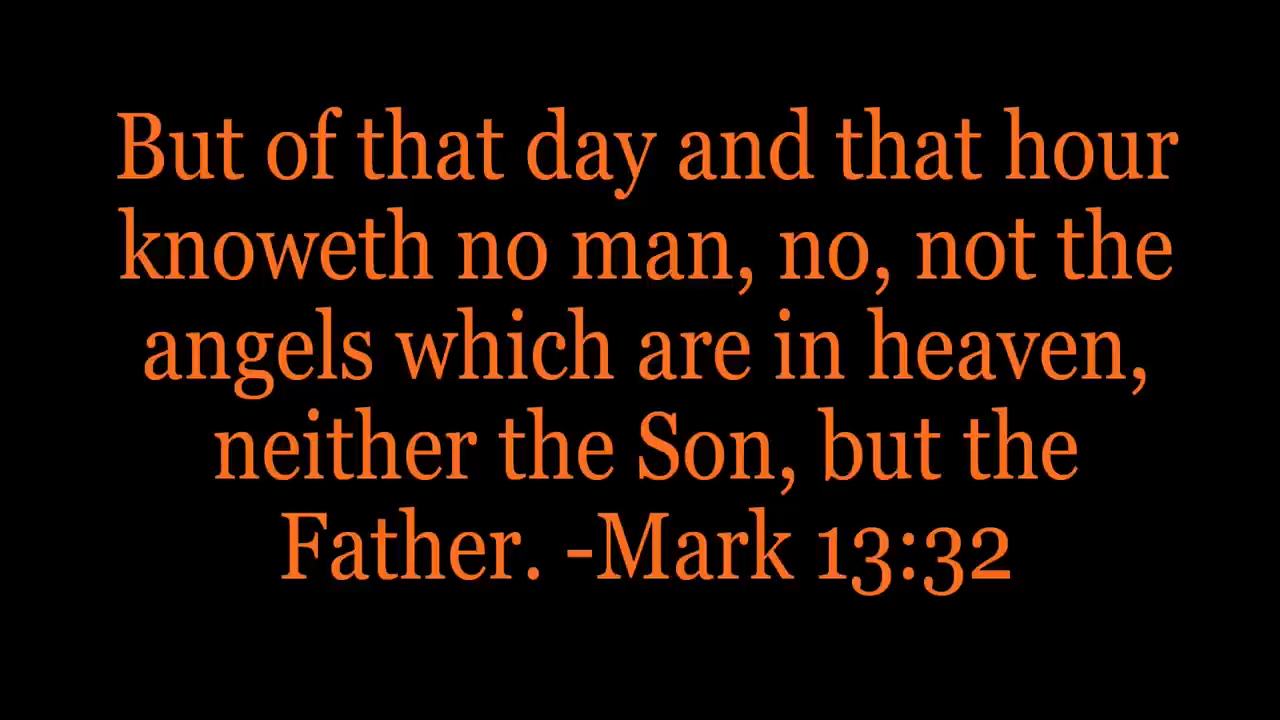 But of that day and that hour
knoweth no man, no, not the
angels which are in heaven,
neither the Son, but the
Father. -Mark 13:32